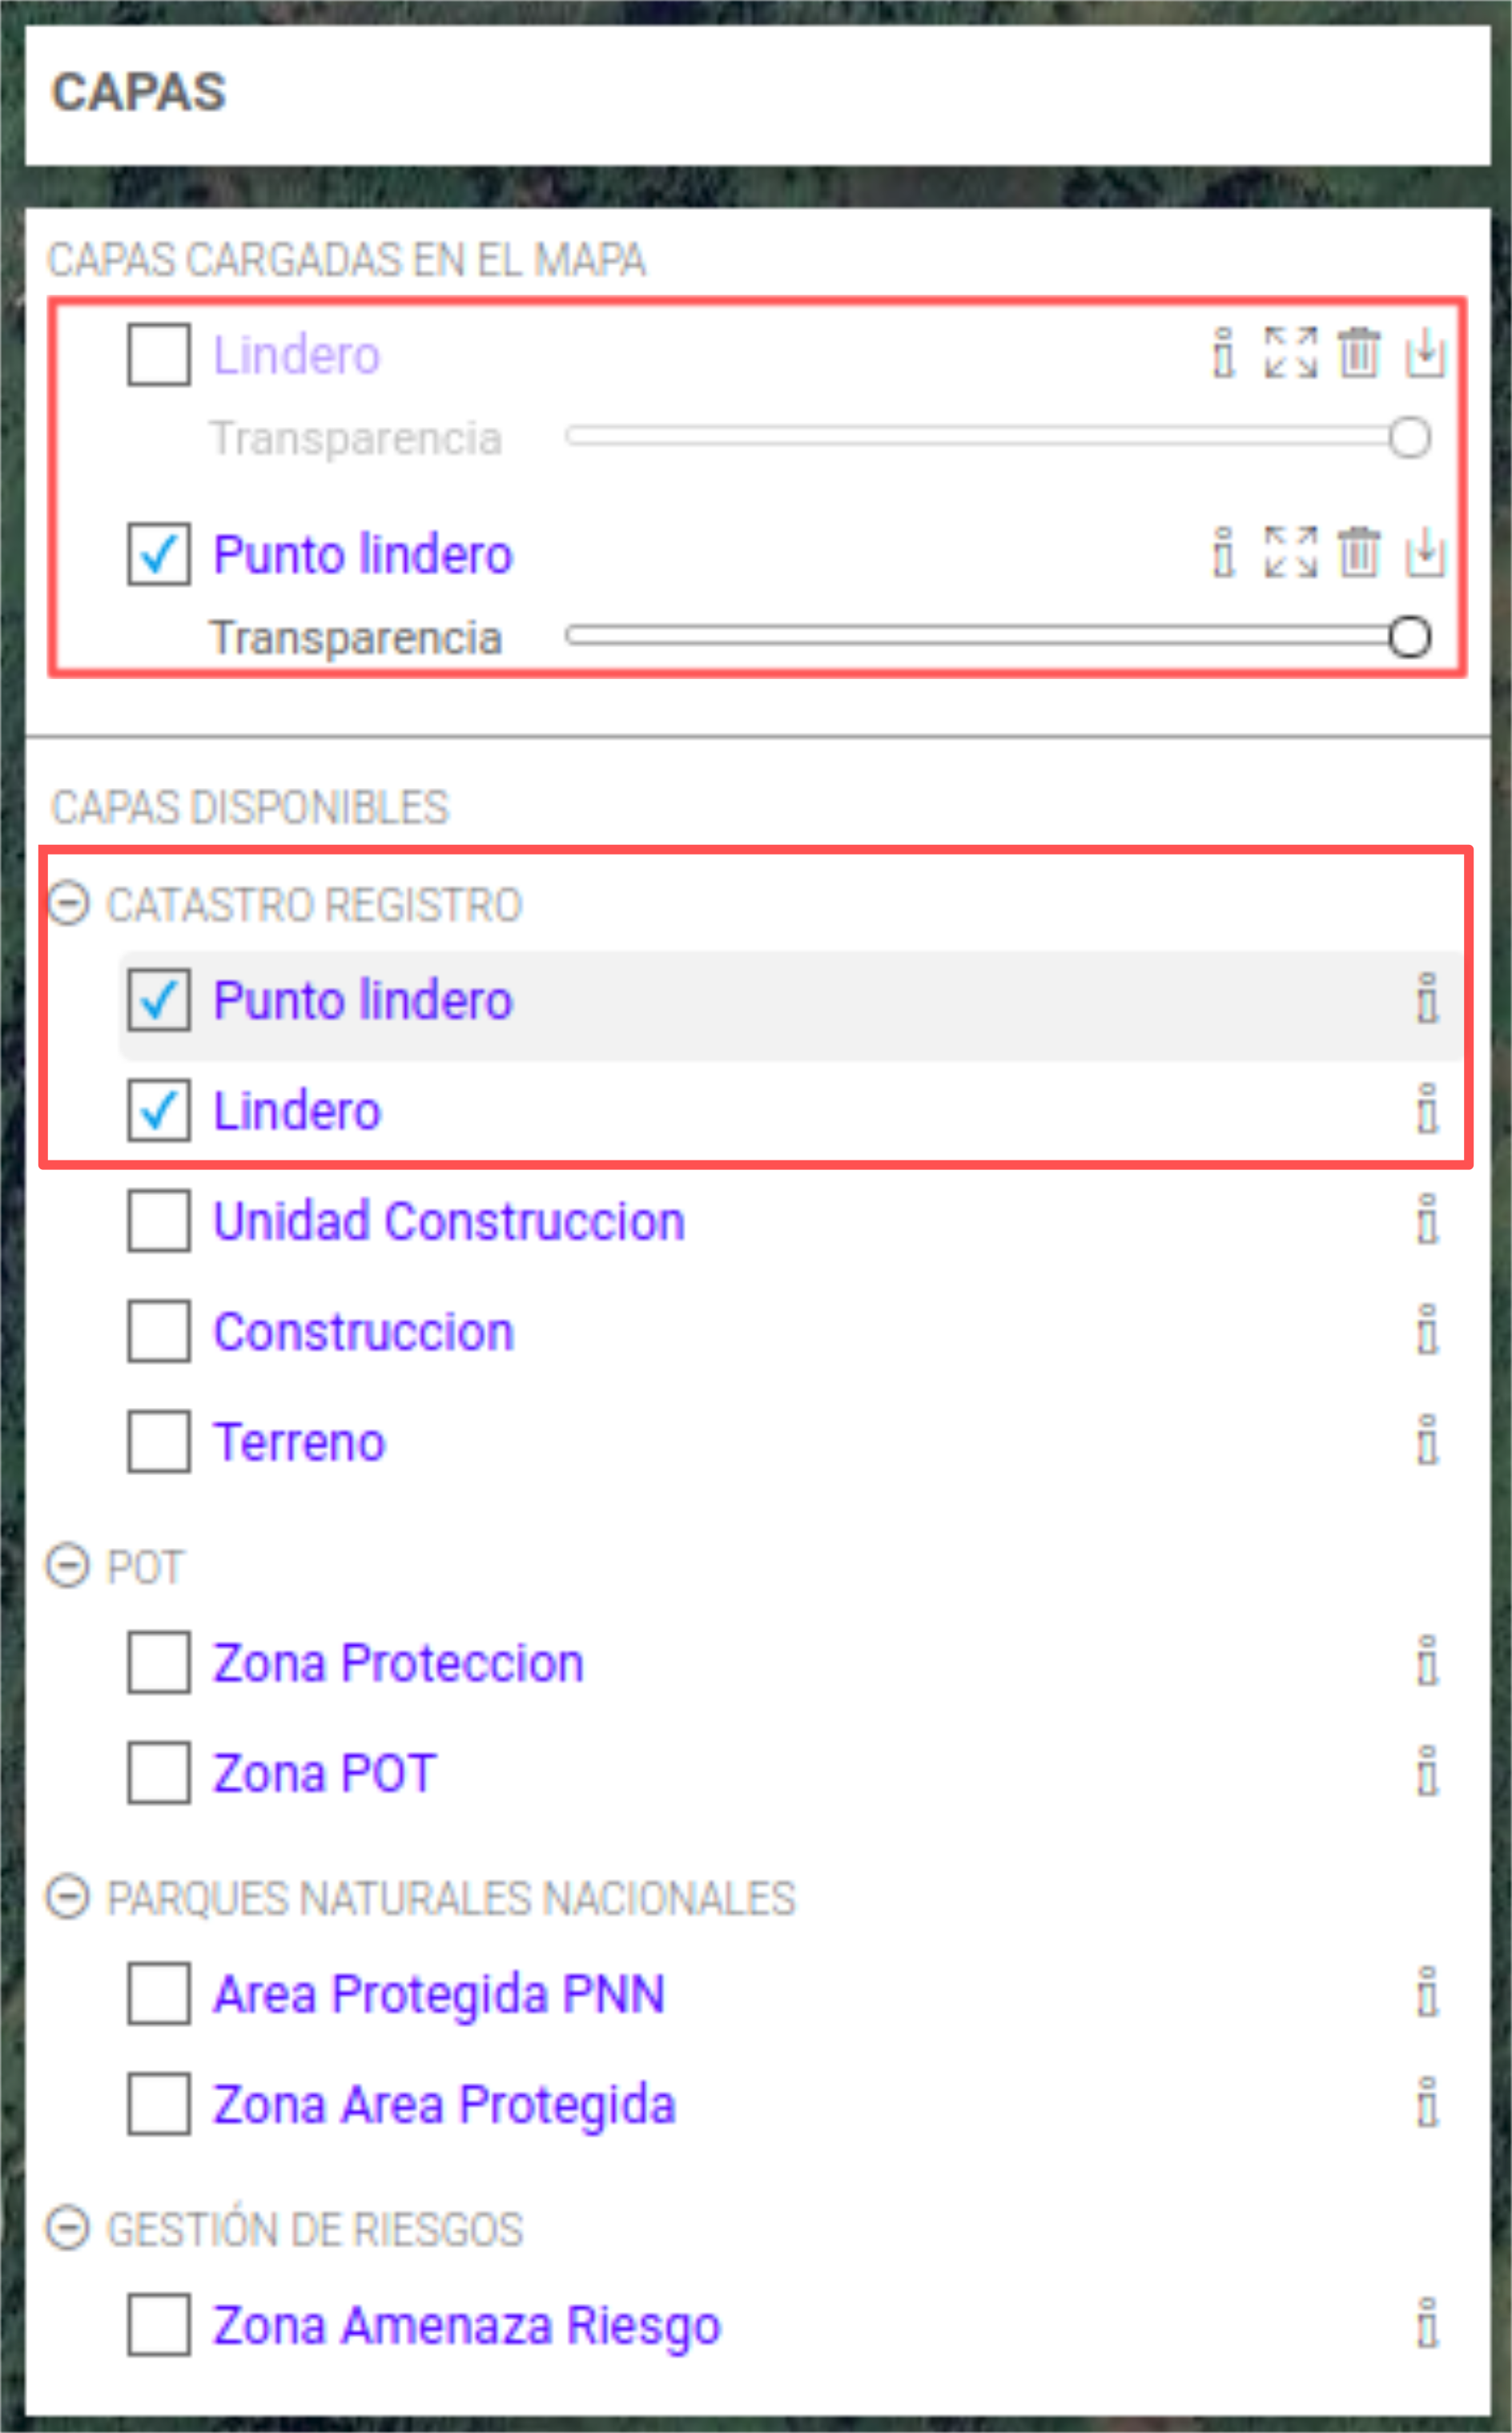 CAPAS
CAPAS CARGADAS EN EL MAPA
Lindero
Transparencia
Punto lindero
Transparencia
CAPAS DISPONIBLES
CATASTRO REGISTRO
Punto lindero
Lindero
Unidad Construccion
Construccion
Terreno
POT
Zona Proteccion
Zona POT
PARQUES NATURALES NACIONALES
Area Protegida PNN
Zona Area Protegida
GESTIÓN DE RIESGOS
Zona Amenaza Riesgo